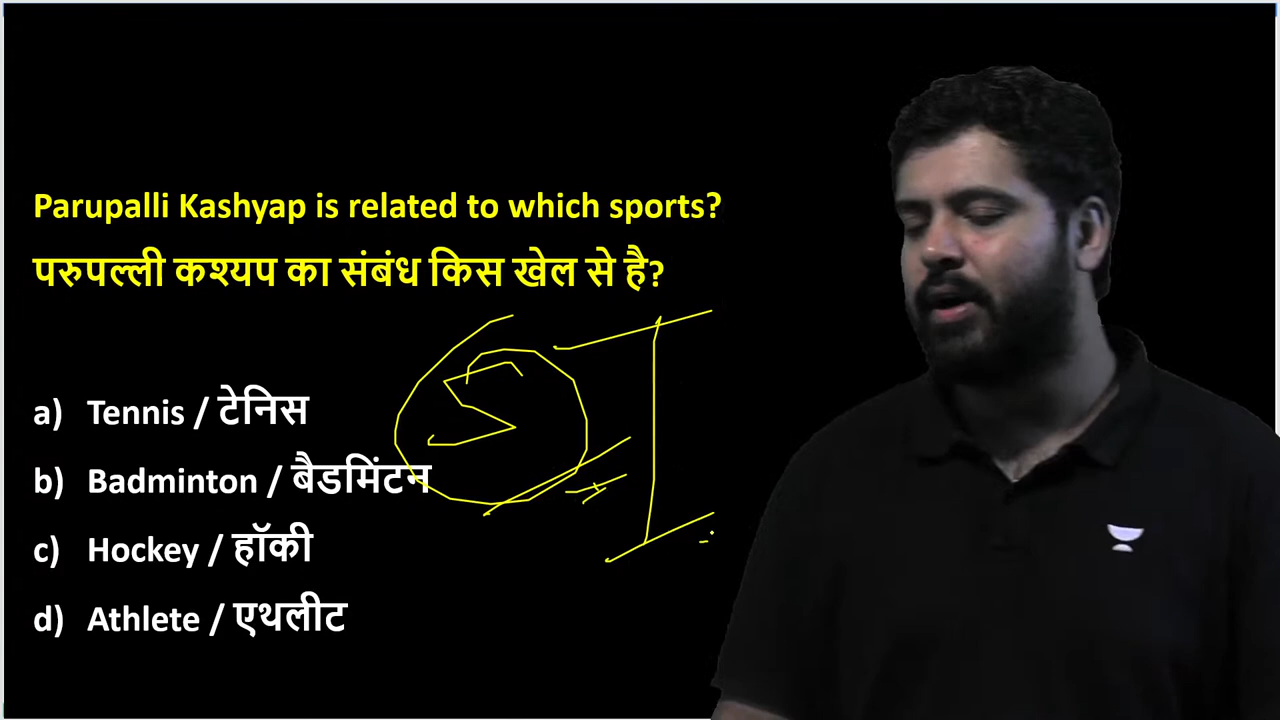 Parupalli Kashyap is related to which sports?
परुपल्ली कश्यप का संबंध किस खेल से है?
a) Tennis / टेनिस
b) Badminton / बैडमिंटन
c) Hockey / हॉकी
d) Athlete / एथलीट